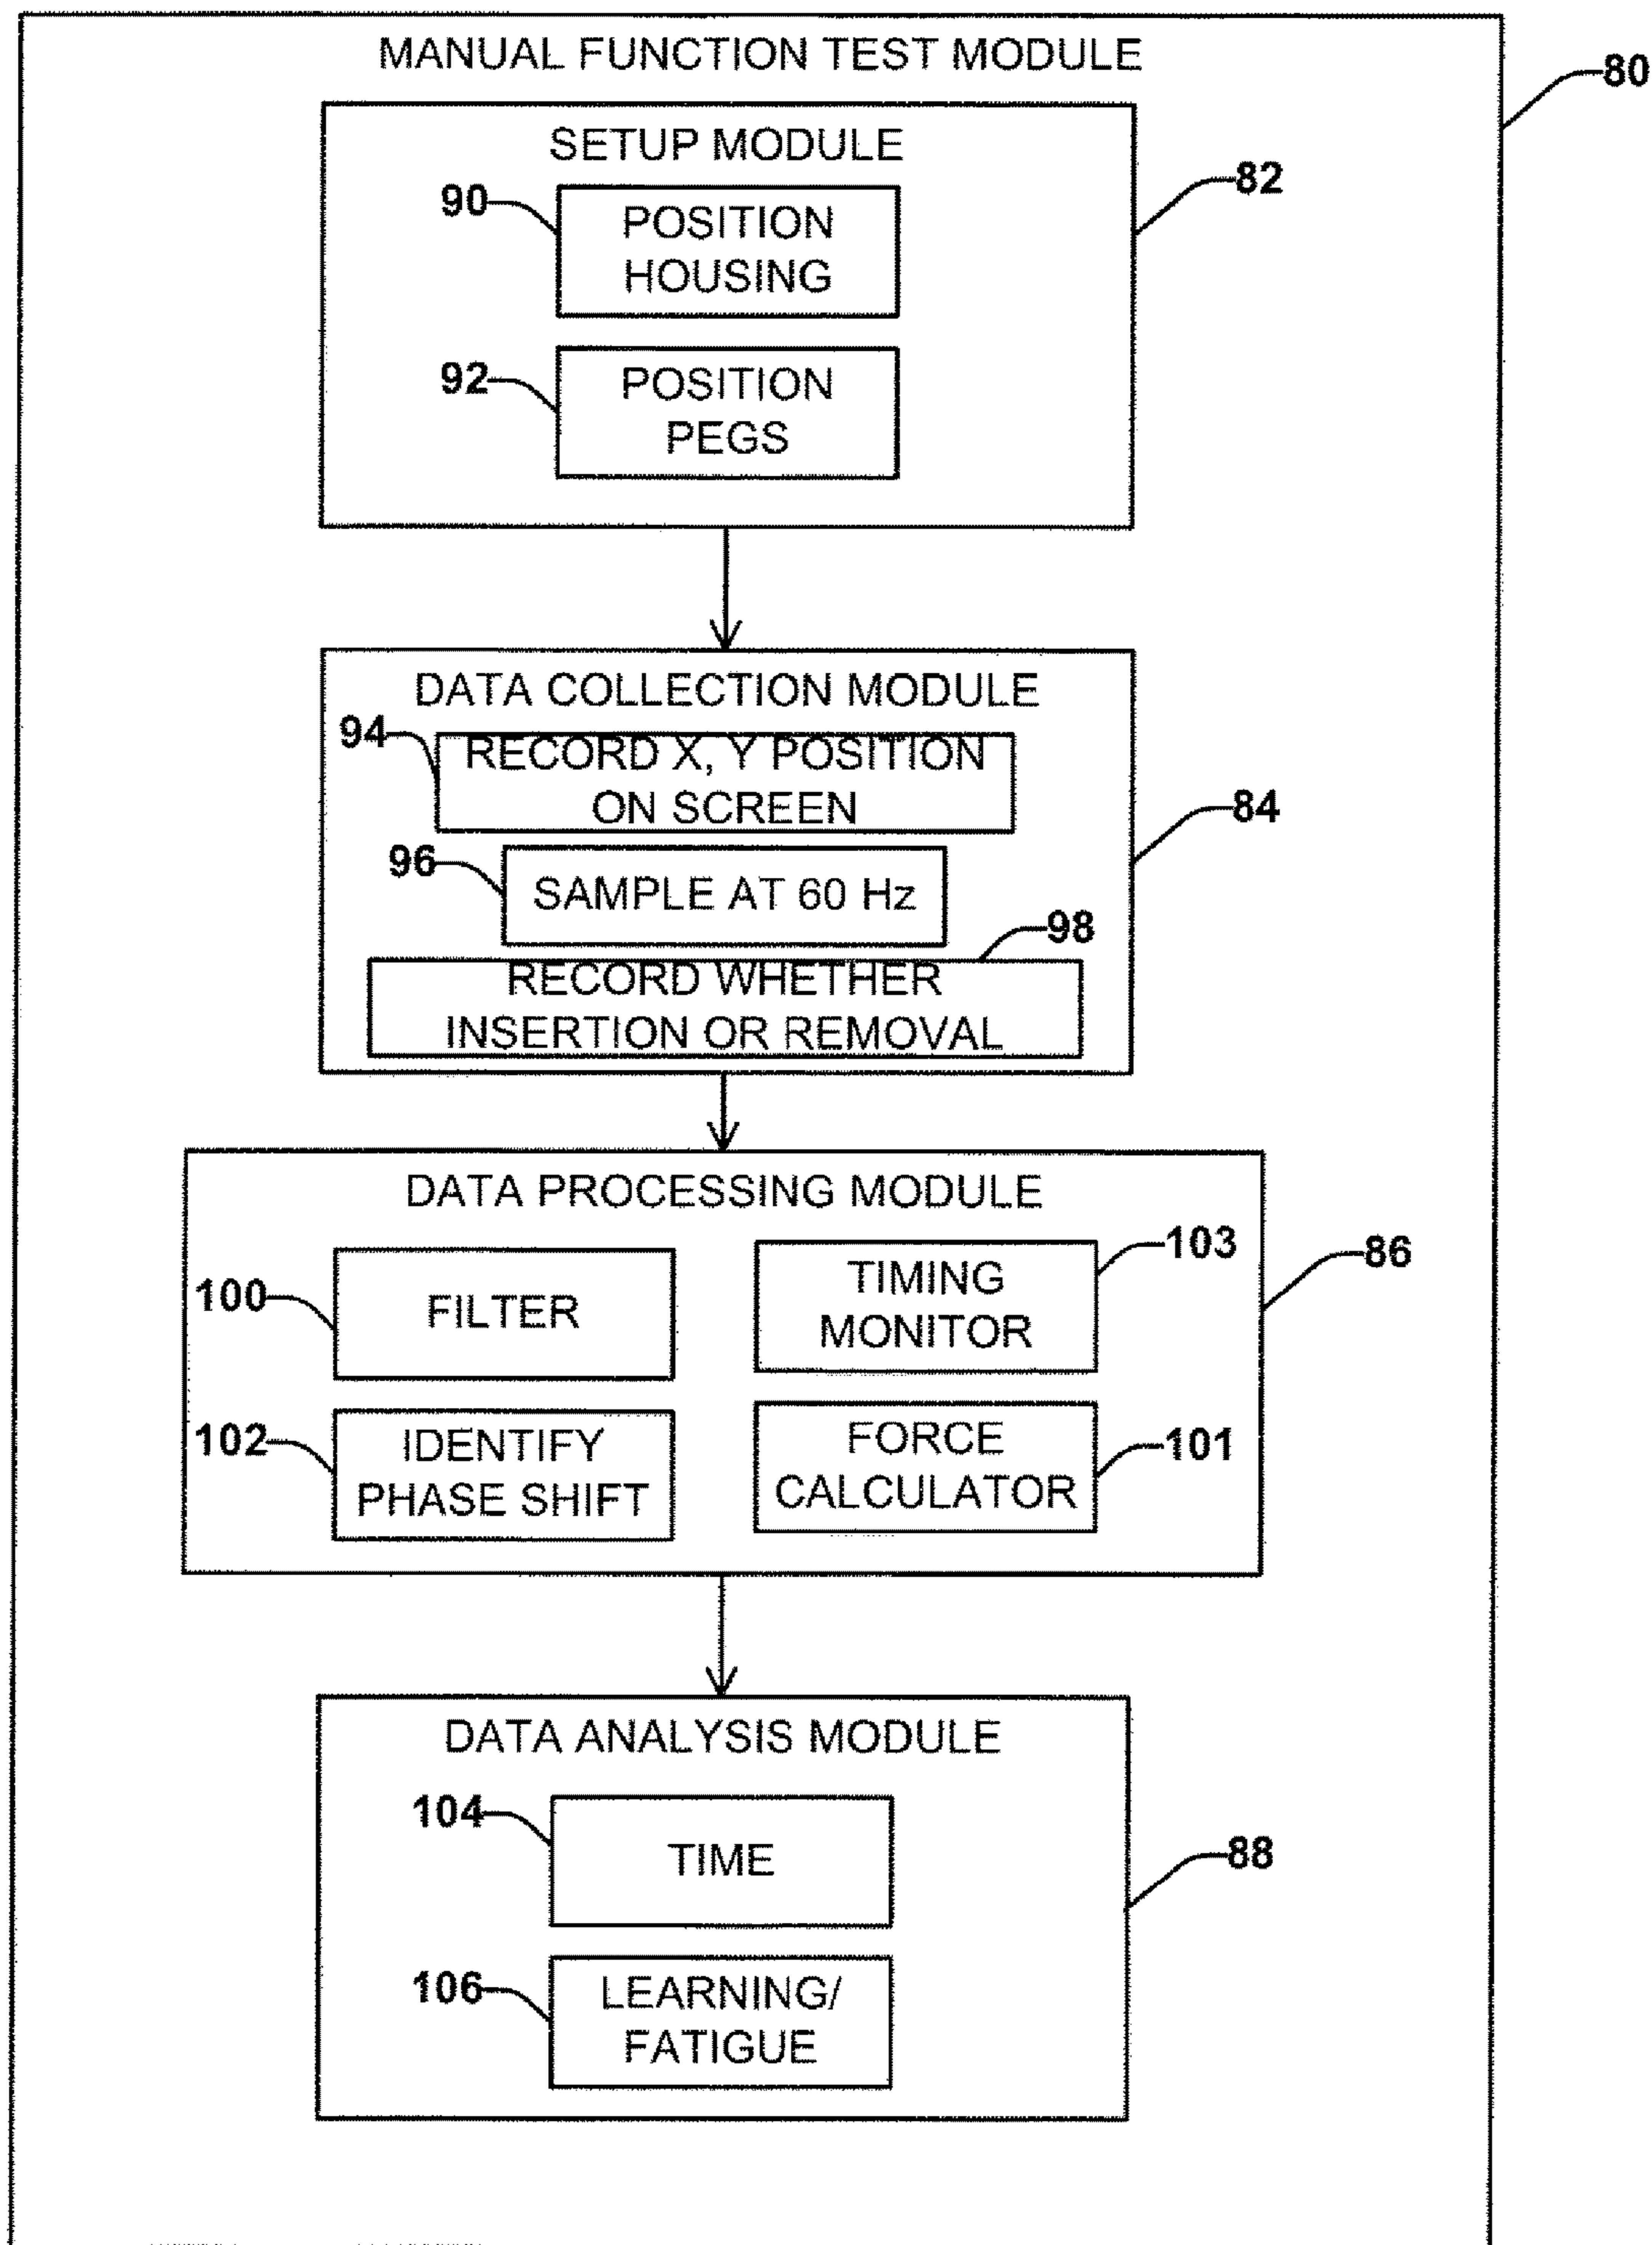 MANUAL FUNCTION TEST MODULE
80
SETUP MODULE
82
90
POSITION
HOUSING
92
POSITION
PEGS
DATA COLLECTION MODULE
94
RECORD X, Y POSITION
ON SCREEN
84
96
SAMPLE AT 60 Hz
98
RECORD WHETHER
INSERTION OR REMOVAL
DATA PROCESSING MODULE
86
100
FILTER
103
TIMING
MONITOR
102
IDENTIFY
PHASE SHIFT
FORCE
CALCULATOR
101
DATA ANALYSIS MODULE
104
TIME
88
106
LEARNING/
FATIGUE